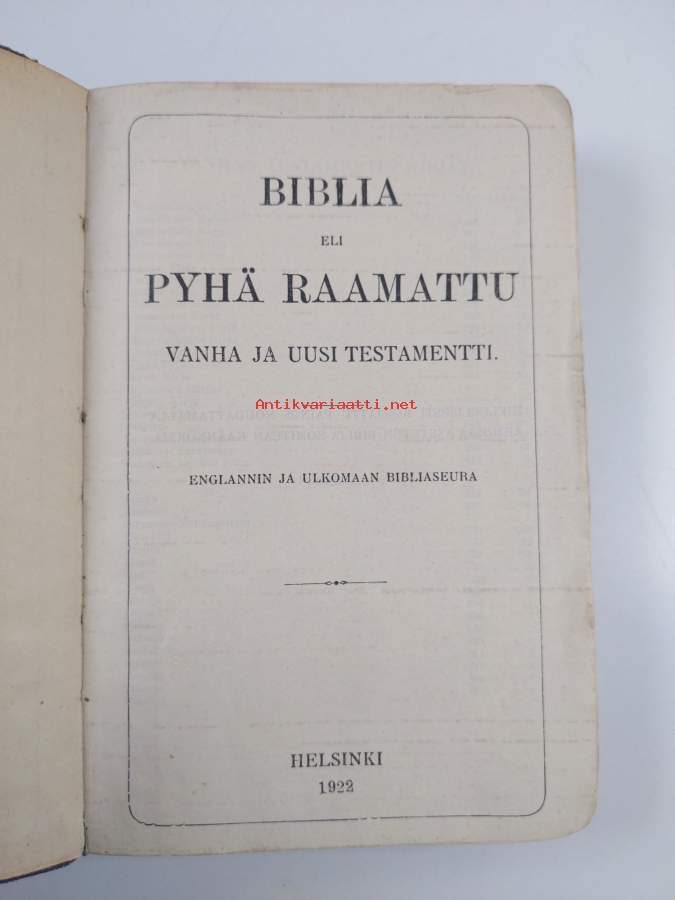 BIBLIA
ELI
PYHÄ RAAMATTU
VANHA JA UUSI TESTAMENTTI.
Antikvariaatti.net
ENGLANNIN JA ULKOMAAN BIBLIASEURA
HELSINKI
1922